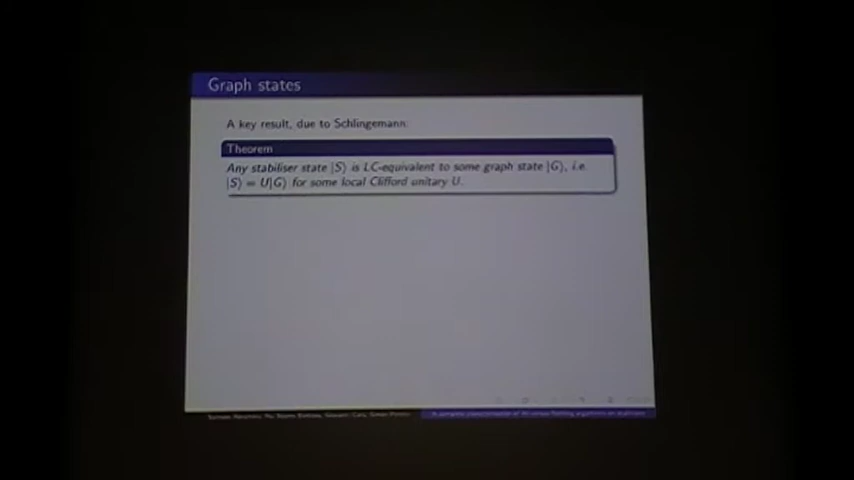 Graph states
A key result, due to Schlingemann:
Theorem
Any stabiliser state |S⟩ is LC-equivalent to some graph state |G⟩, i.e.
|S⟩ = U|G⟩ for some local Clifford unitary U.